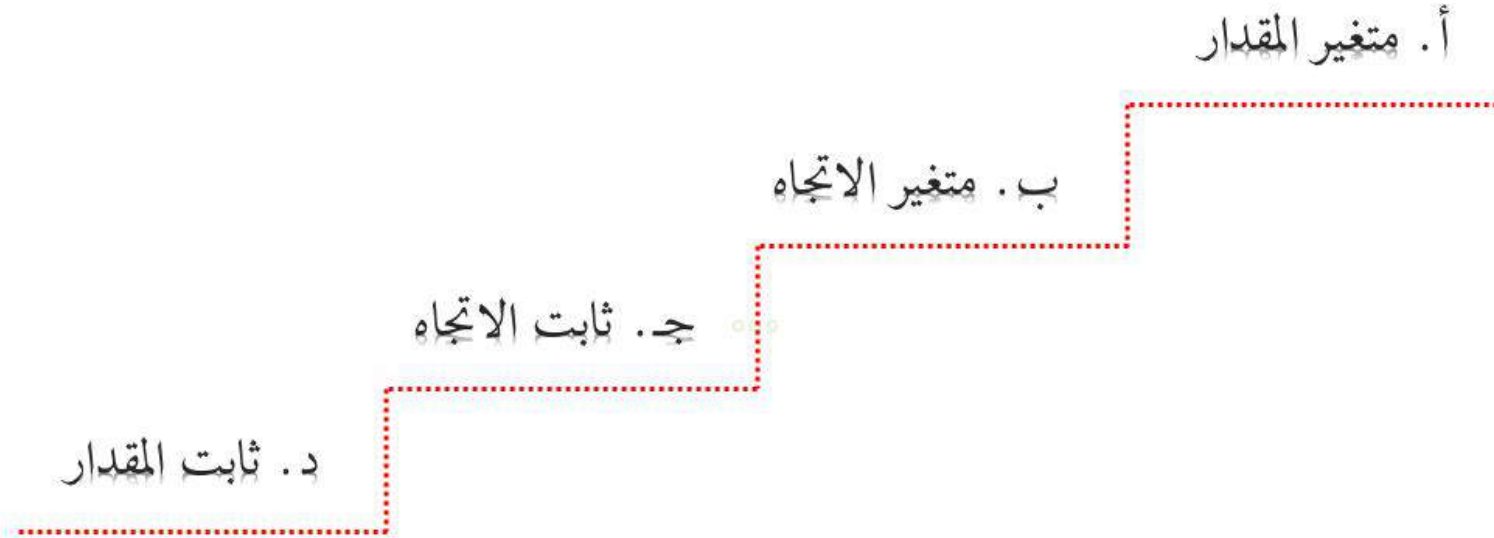 أ. متغير المقدار
ب. متغير الاتجاه
جـ. ثابت الاتجاه
د. ثابت المقدار